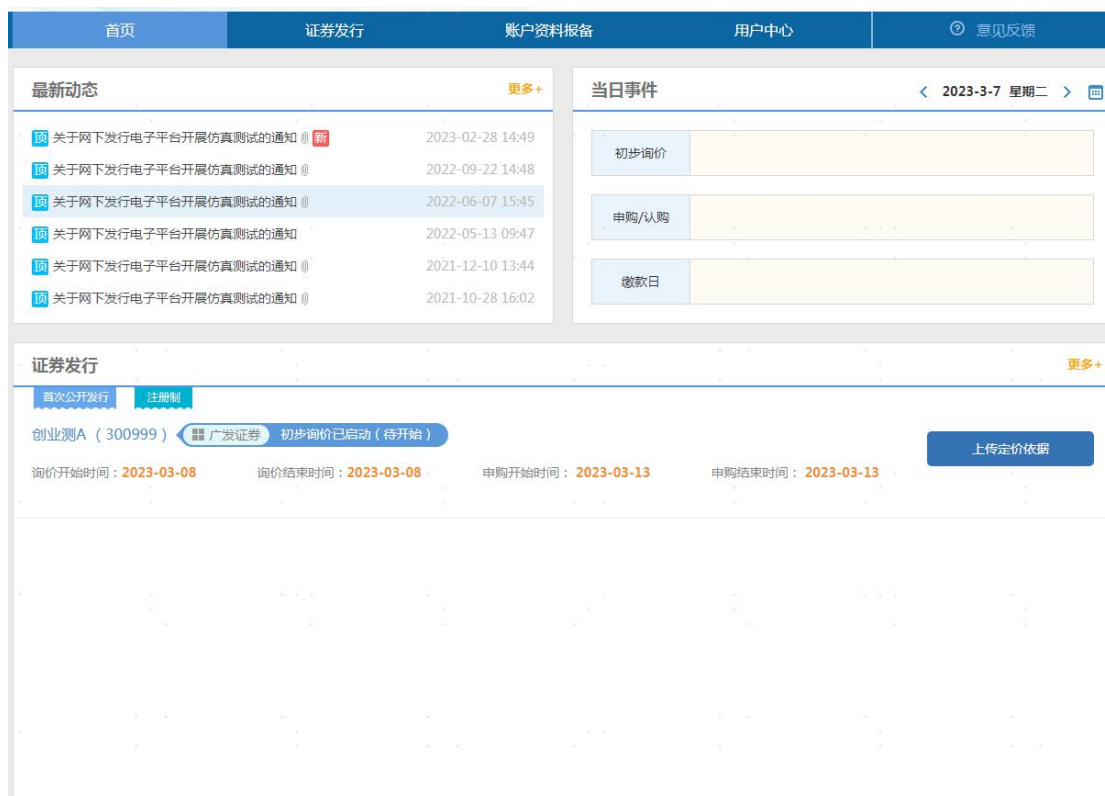 首页 证券发行 账户资料报备 用户中心 意见反馈
最新动态 更多+
顶 关于网下发行电子平台开展仿真测试的通知 新 2023-02-28 14:49
顶 关于网下发行电子平台开展仿真测试的通知 2022-09-22 14:48
顶 关于网下发行电子平台开展仿真测试的通知 2022-06-07 15:45
顶 关于网下发行电子平台开展仿真测试的通知 2022-05-13 09:47
顶 关于网下发行电子平台开展仿真测试的通知 2021-12-10 13:44
顶 关于网下发行电子平台开展仿真测试的通知 2021-10-28 16:02
当日事件 2023-3-7 星期二
初步询价
申购/认购
缴款日
证券发行 更多+
首次公开发行 注册制
创业测A（300999） 广发证券 初步询价已启动（待开始）
上传定价依据
询价开始时间：2023-03-08 询价结束时间：2023-03-08 申购开始时间： 2023-03-13 申购结束时间： 2023-03-13